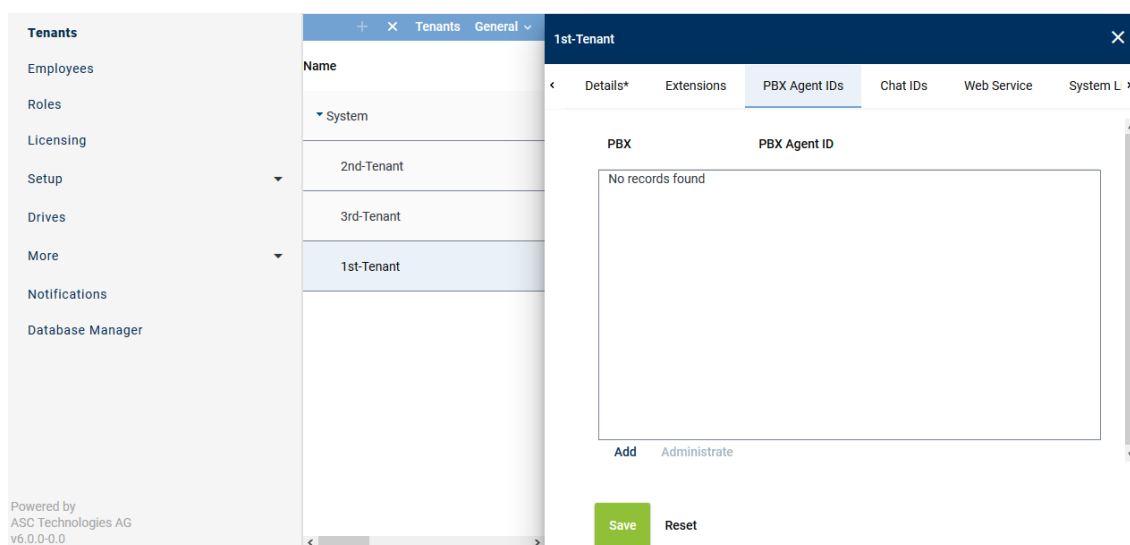 Tenants
Employees
Roles
Licensing
Setup
Drives
More
Notifications
Database Manager
Powered by
ASC Technologies AG
v6.0.0-0.0
Tenants General
Name
System
2nd-Tenant
3rd-Tenant
1st-Tenant
1st-Tenant
Details* Extensions PBX Agent IDs Chat IDs Web Service System L
PBX PBX Agent ID
No records found
Add Administrate
Save Reset